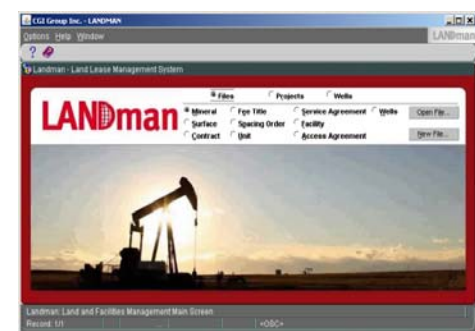 CGI Group Inc. - LANDMAN
Options Help Window
LANDman
Landman - Land Lease Management System
Files Projects Wells
LANDman
Mineral Fee Title Service Agreement Wells Open File...
Surface Spacing Order Facility
Contract Unit Access Agreement New File...
Landman: Land and Facilities Management Main Screen
Record: 1/1 ... <OSC>